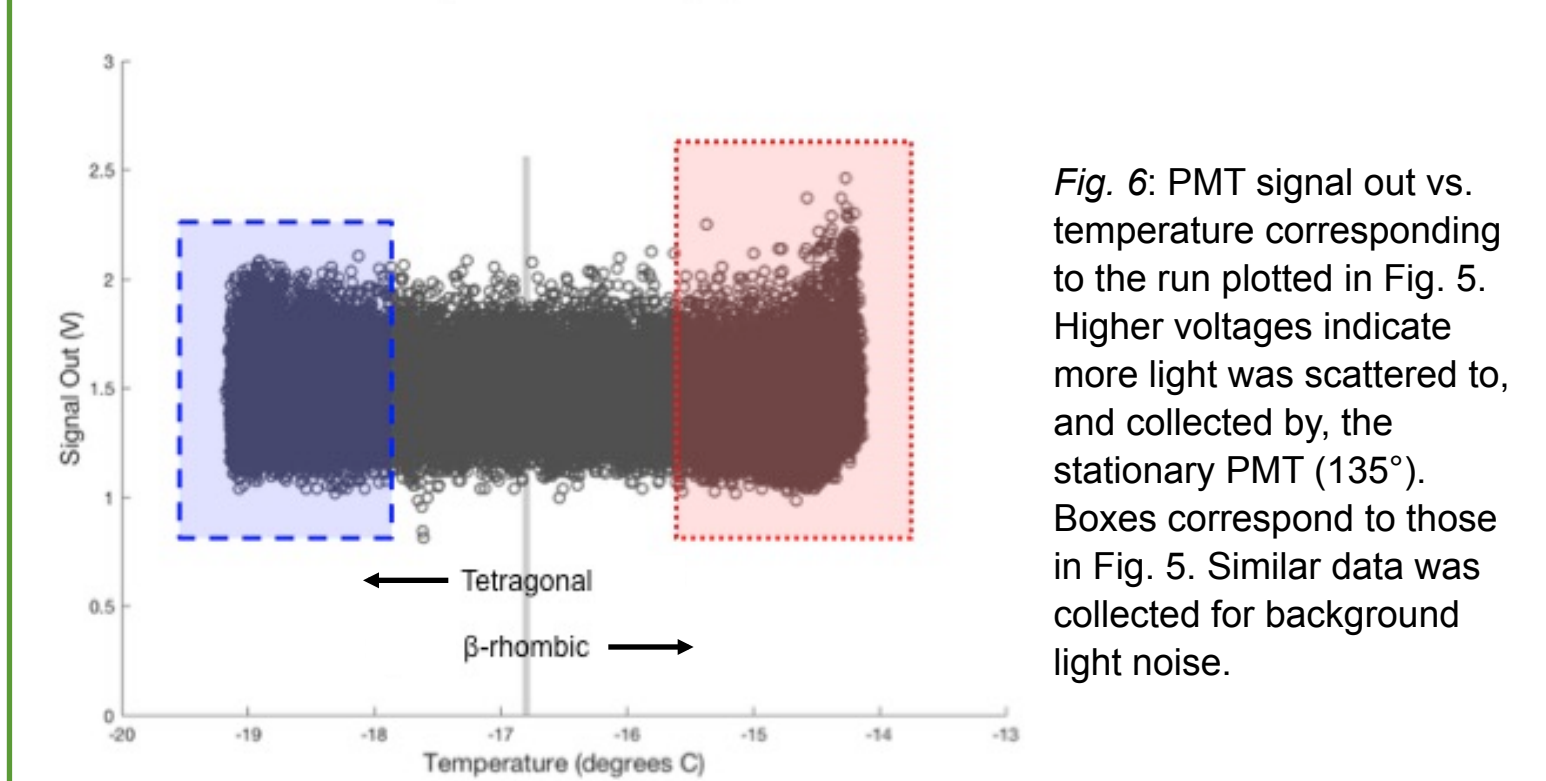 3
2.5
2
1.5
1
0.5
0
Signal Out (V)
Tetragonal
β-rhombic
-20 -19 -18 -17 -16 -15 -14 -13
Temperature (degrees C)
Fig. 6: PMT signal out vs.
temperature corresponding
to the run plotted in Fig. 5.
Higher voltages indicate
more light was scattered to,
and collected by, the
stationary PMT (135°).
Boxes correspond to those
in Fig. 5. Similar data was
collected for background
light noise.